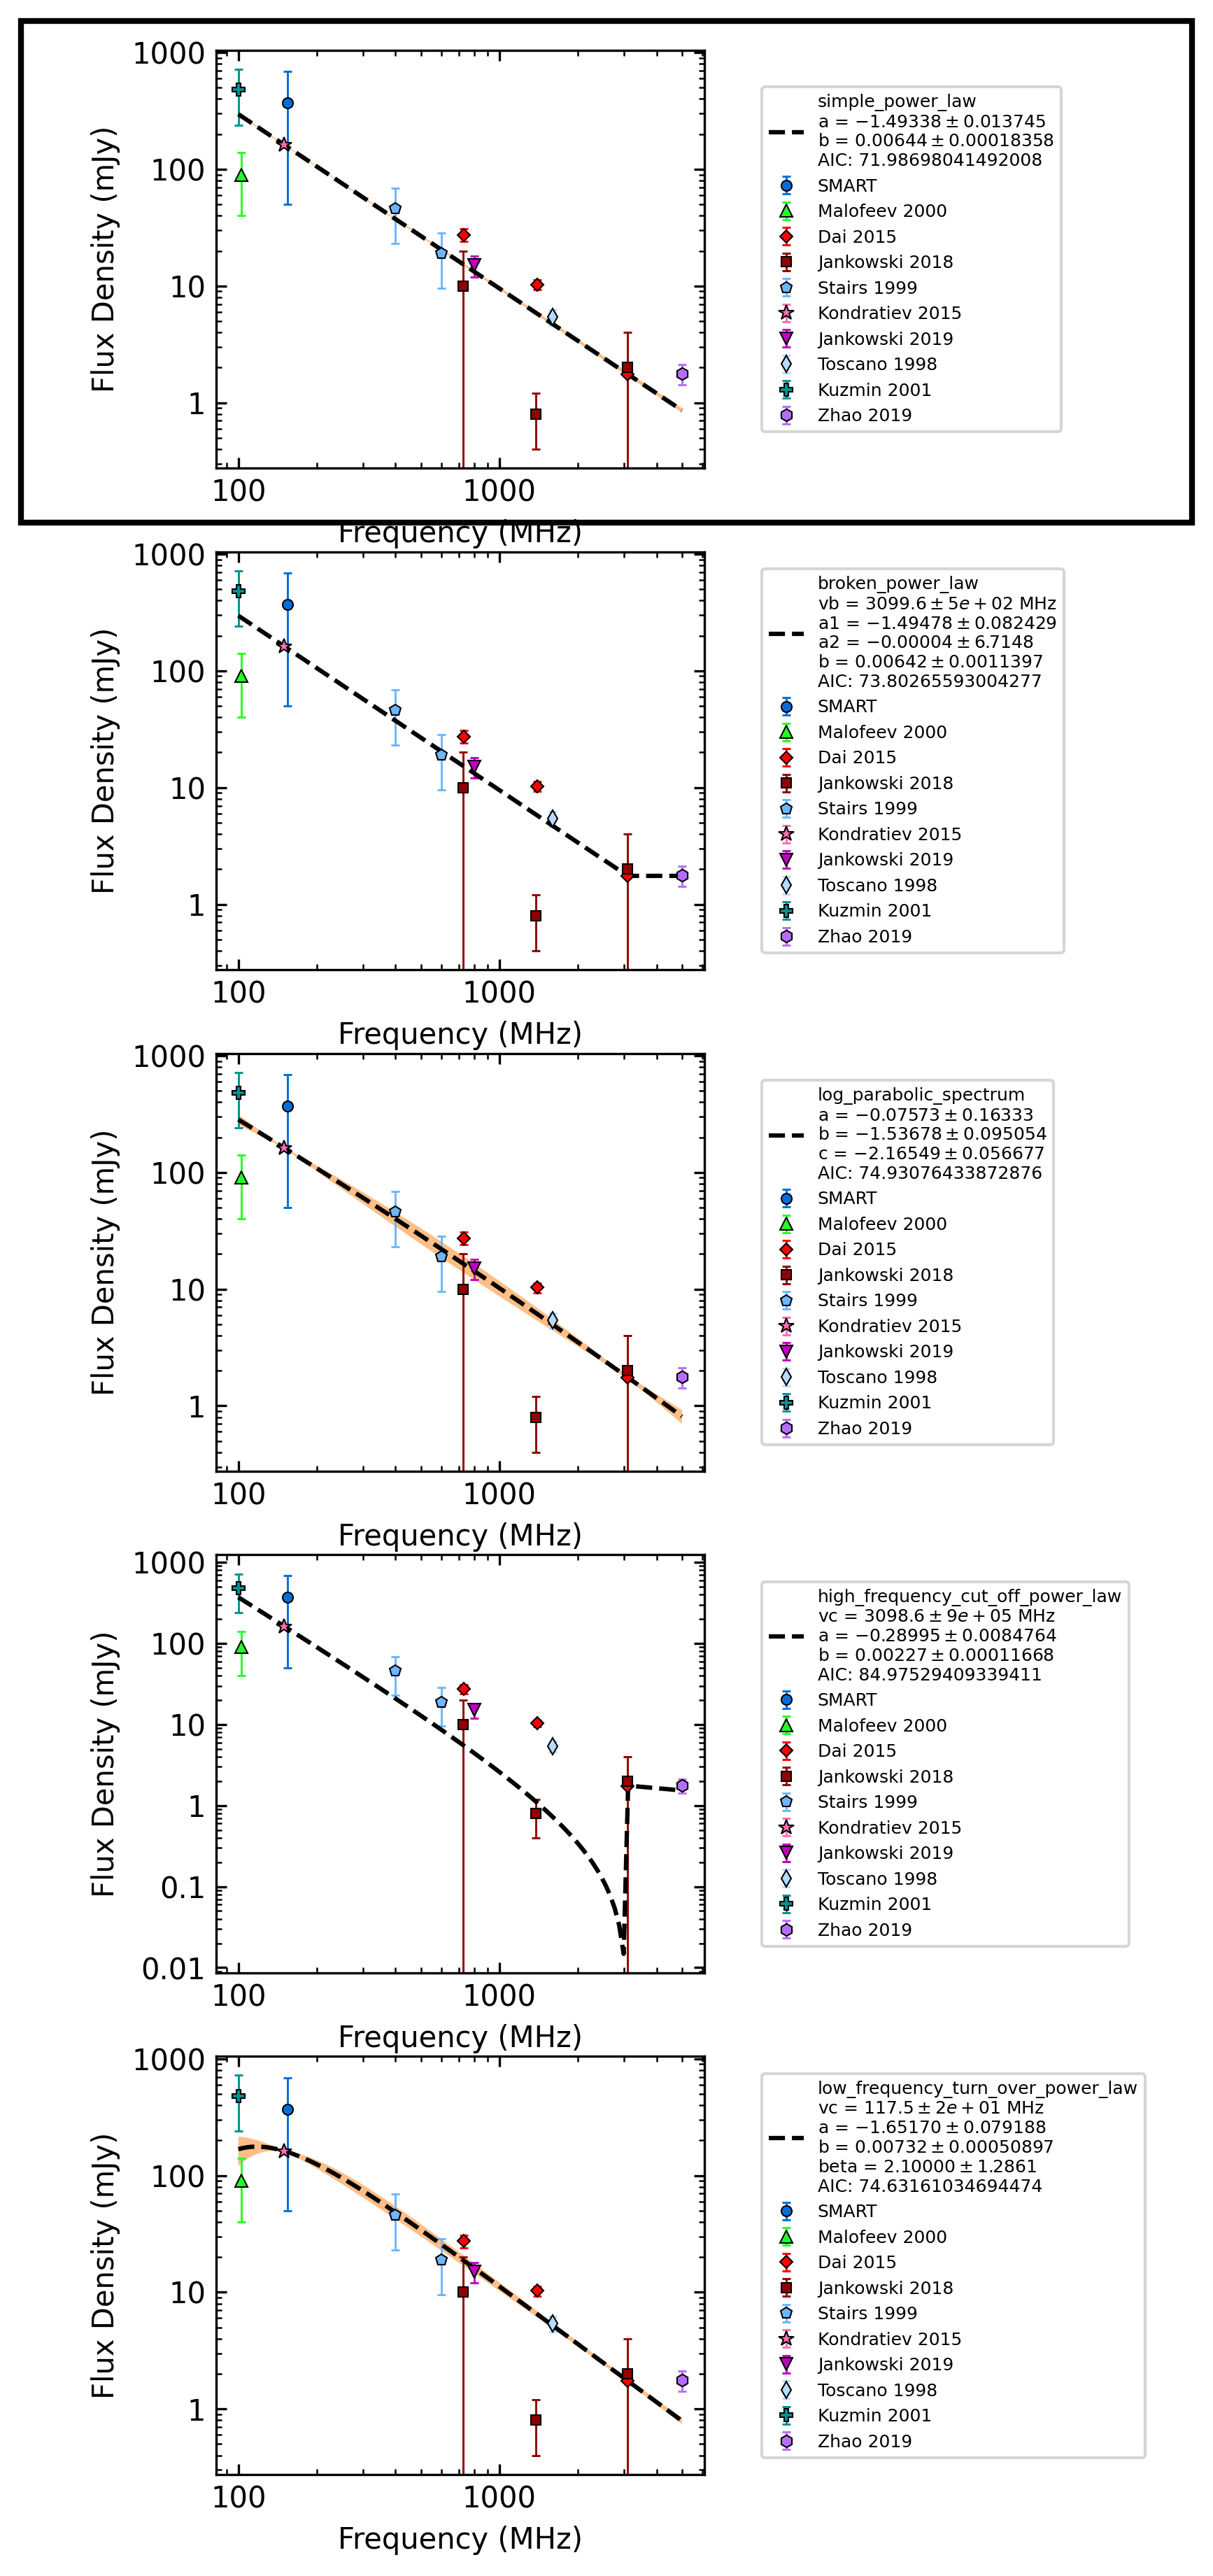 1000
100
10
1
Flux Density (mJy)
100
1000
Frequency (MHz)
simple_power_law
a = −1.49338 ± 0.013745
b = 0.00644 ± 0.00018358
AIC: 71.98698041492008
SMART
Malofeev 2000
Dai 2015
Jankowski 2018
Stairs 1999
Kondratiev 2015
Jankowski 2019
Toscano 1998
Kuzmin 2001
Zhao 2019
1000
100
10
1
Flux Density (mJy)
100
1000
Frequency (MHz)
broken_power_law
vb = 3099.6 ± 5e + 02 MHz
a1 = −1.49478 ± 0.082429
a2 = −0.00004 ± 6.7148
b = 0.00642 ± 0.0011397
AIC: 73.80265593004277
SMART
Malofeev 2000
Dai 2015
Jankowski 2018
Stairs 1999
Kondratiev 2015
Jankowski 2019
Toscano 1998
Kuzmin 2001
Zhao 2019
1000
100
10
1
Flux Density (mJy)
100
1000
Frequency (MHz)
log_parabolic_spectrum
a = −0.07573 ± 0.16333
b = −1.53678 ± 0.095054
c = −2.16549 ± 0.056677
AIC: 74.93076433872876
SMART
Malofeev 2000
Dai 2015
Jankowski 2018
Stairs 1999
Kondratiev 2015
Jankowski 2019
Toscano 1998
Kuzmin 2001
Zhao 2019
1000
100
10
1
0.1
0.01
Flux Density (mJy)
100
1000
Frequency (MHz)
high_frequency_cut_off_power_law
vc = 3098.6 ± 9e + 05 MHz
a = −0.28995 ± 0.0084764
b = 0.00227 ± 0.00011668
AIC: 84.97529409339411
SMART
Malofeev 2000
Dai 2015
Jankowski 2018
Stairs 1999
Kondratiev 2015
Jankowski 2019
Toscano 1998
Kuzmin 2001
Zhao 2019
1000
100
10
1
Flux Density (mJy)
100
1000
Frequency (MHz)
low_frequency_turn_over_power_law
vc = 117.5 ± 2e + 01 MHz
a = −1.65170 ± 0.079188
b = 0.00732 ± 0.00050897
beta = 2.10000 ± 1.2861
AIC: 74.63161034694474
SMART
Malofeev 2000
Dai 2015
Jankowski 2018
Stairs 1999
Kondratiev 2015
Jankowski 2019
Toscano 1998
Kuzmin 2001
Zhao 2019